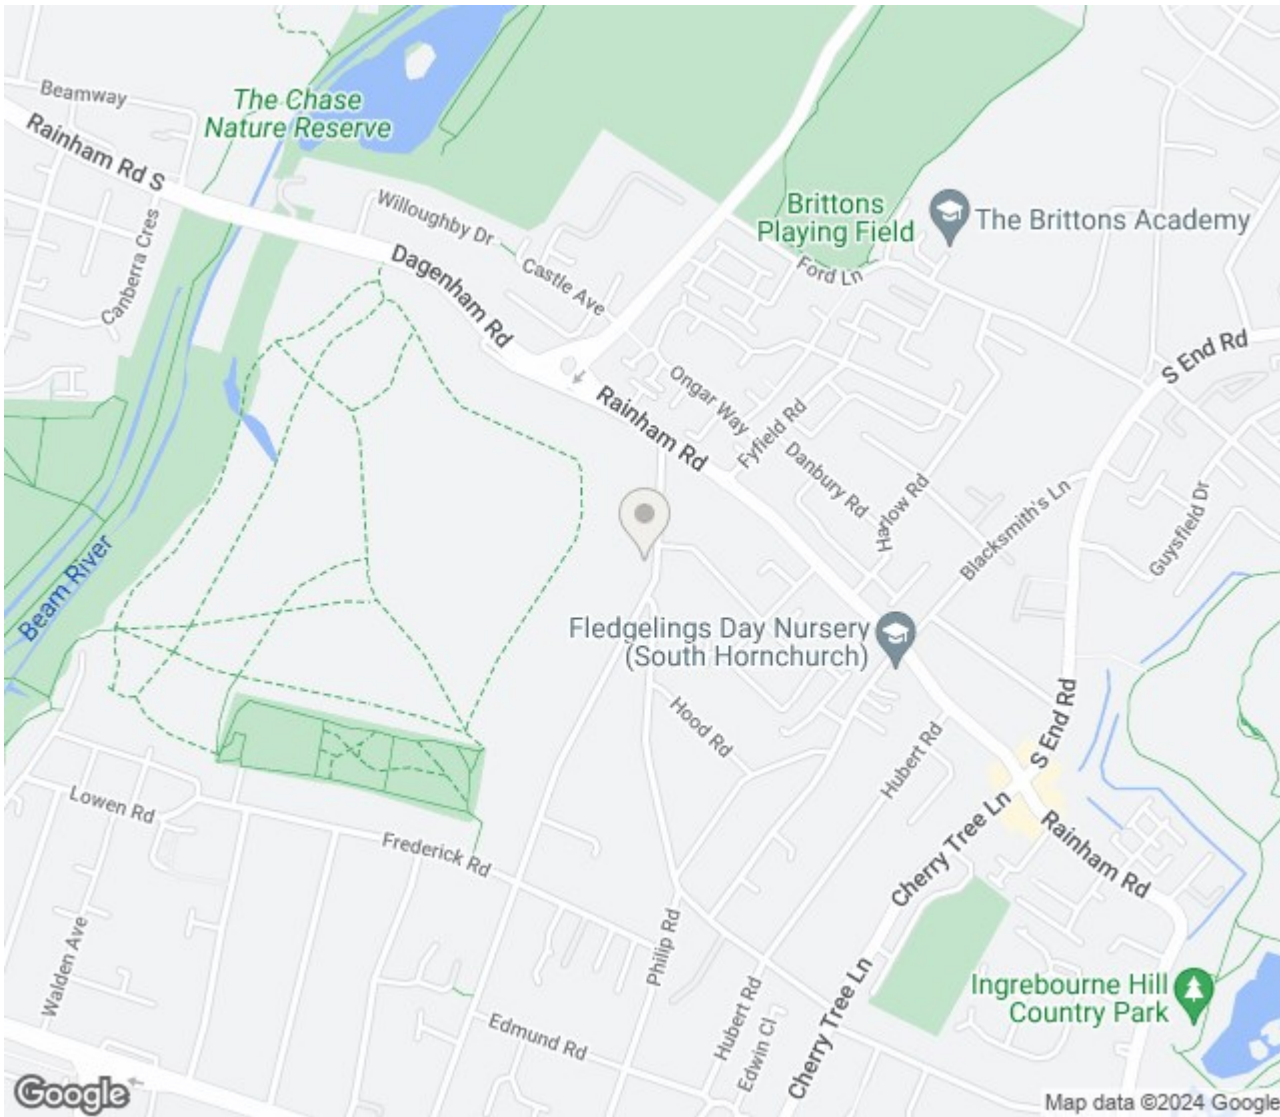 Beamway
The Chase
Nature Reserve
Rainham Rd S
Canberra Cres
Willoughby Dr
Castle Ave
Dagenham Rd
Brittons
Playing Field
The Brittons Academy
Ford Ln
S End Rd
Ongar Way
Rainham Rd
Fyfield Rd
Danbury Rd
Harlow Rd
Blacksmith's Ln
Guysfield Dr
Beam River
Fledgelings Day Nursery
(South Hornchurch)
Hood Rd
Hubert Rd
S End Rd
Lowen Rd
Frederick Rd
Cherry Tree Ln
Rainham Rd
Walden Ave
Philip Rd
Edmund Rd
Hubert Rd
Edwin Cl
Cherry Tree Ln
Ingrebourne Hill
Country Park
Google
Map data ©2024 Google